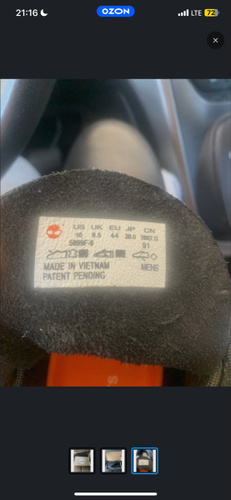 21:16
OZON
LTE 72
US UK EU JP CN
10 9.5 44 28.0
91
MADE IN VIETNAM MENS
PATENT PENDING